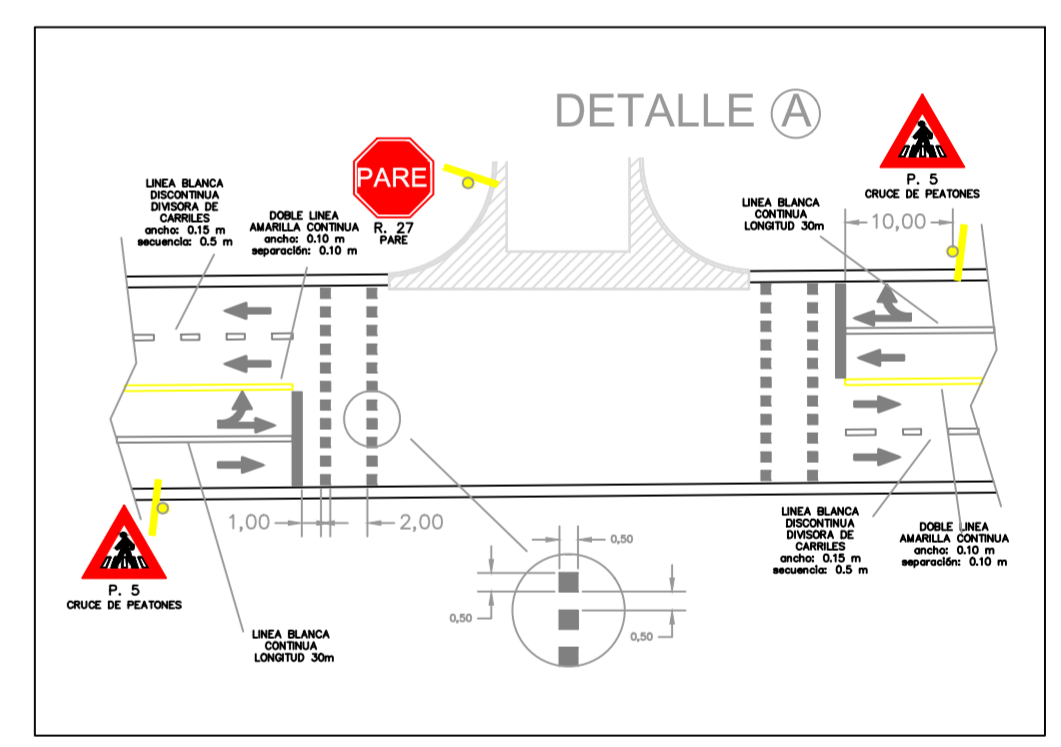 DETALLE A
PARE
R. 27
PARE
P. 5
CRUCE DE PEATONES
LINEA BLANCA
DISCONTINUA
DIVISORA DE
CARRILES
ancho: 0.15 m
secuencia: 0.5 m
DOBLE LINEA
AMARILLA CONTINUA
ancho: 0.10 m
separación: 0.10 m
LINEA BLANCA
CONTINUA
LONGITUD 30m
10,00
1,00
2,00
P. 5
CRUCE DE PEATONES
LINEA BLANCA
CONTINUA
LONGITUD 30m
0,50
0,50
0,50
LINEA BLANCA
DISCONTINUA
DIVISORA DE
CARRILES
ancho: 0.15 m
secuencia: 0.5 m
DOBLE LINEA
AMARILLA CONTINUA
ancho: 0.10 m
separación: 0.10 m